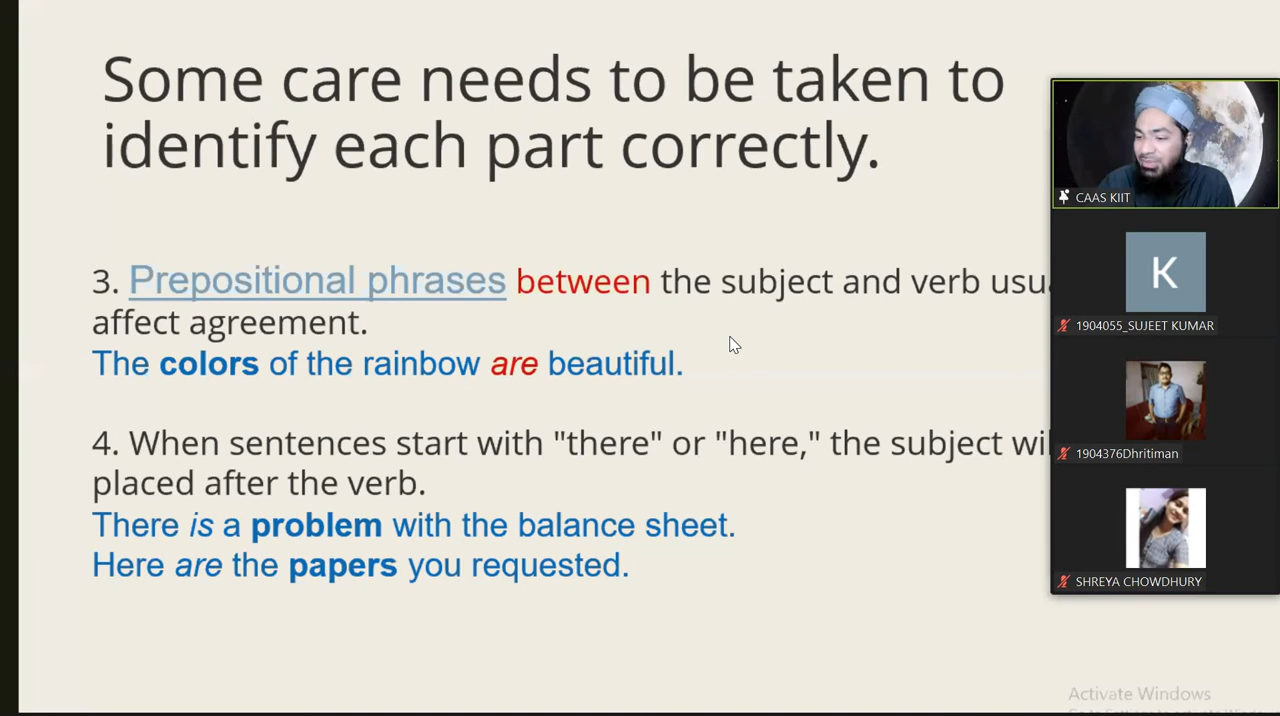 Some care needs to be taken to
identify each part correctly.
3. Prepositional phrases between the subject and verb
affect agreement.
The colors of the rainbow are beautiful.
4. When sentences start with "there" or "here," the subject
placed after the verb.
There is a problem with the balance sheet.
Here are the papers you requested.
CAAS KIIT
K
1904055_SUJEET KUMAR
1904376Dhritiman
SHREYA CHOWDHURY
Activate Windows